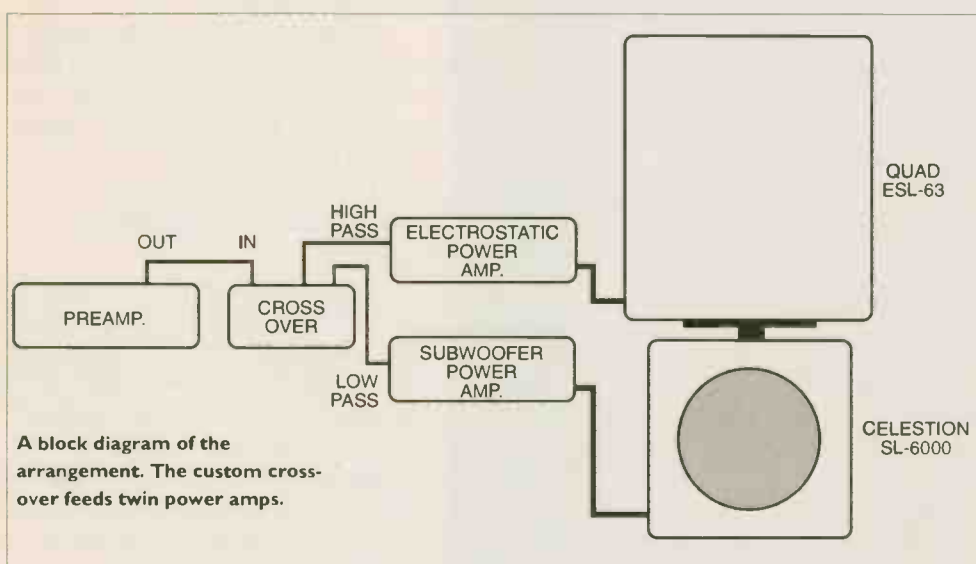 QUAD
ESL-63
HIGH
PASS
OUT
IN
ELECTROSTATIC
POWER
AMP.
PREAMP.
CROSS
OVER
SUBWOOFER
POWER
AMP.
LOW
PASS
CELESTION
SL-6000
A block diagram of the
arrangement. The custom cross-
over feeds twin power amps.